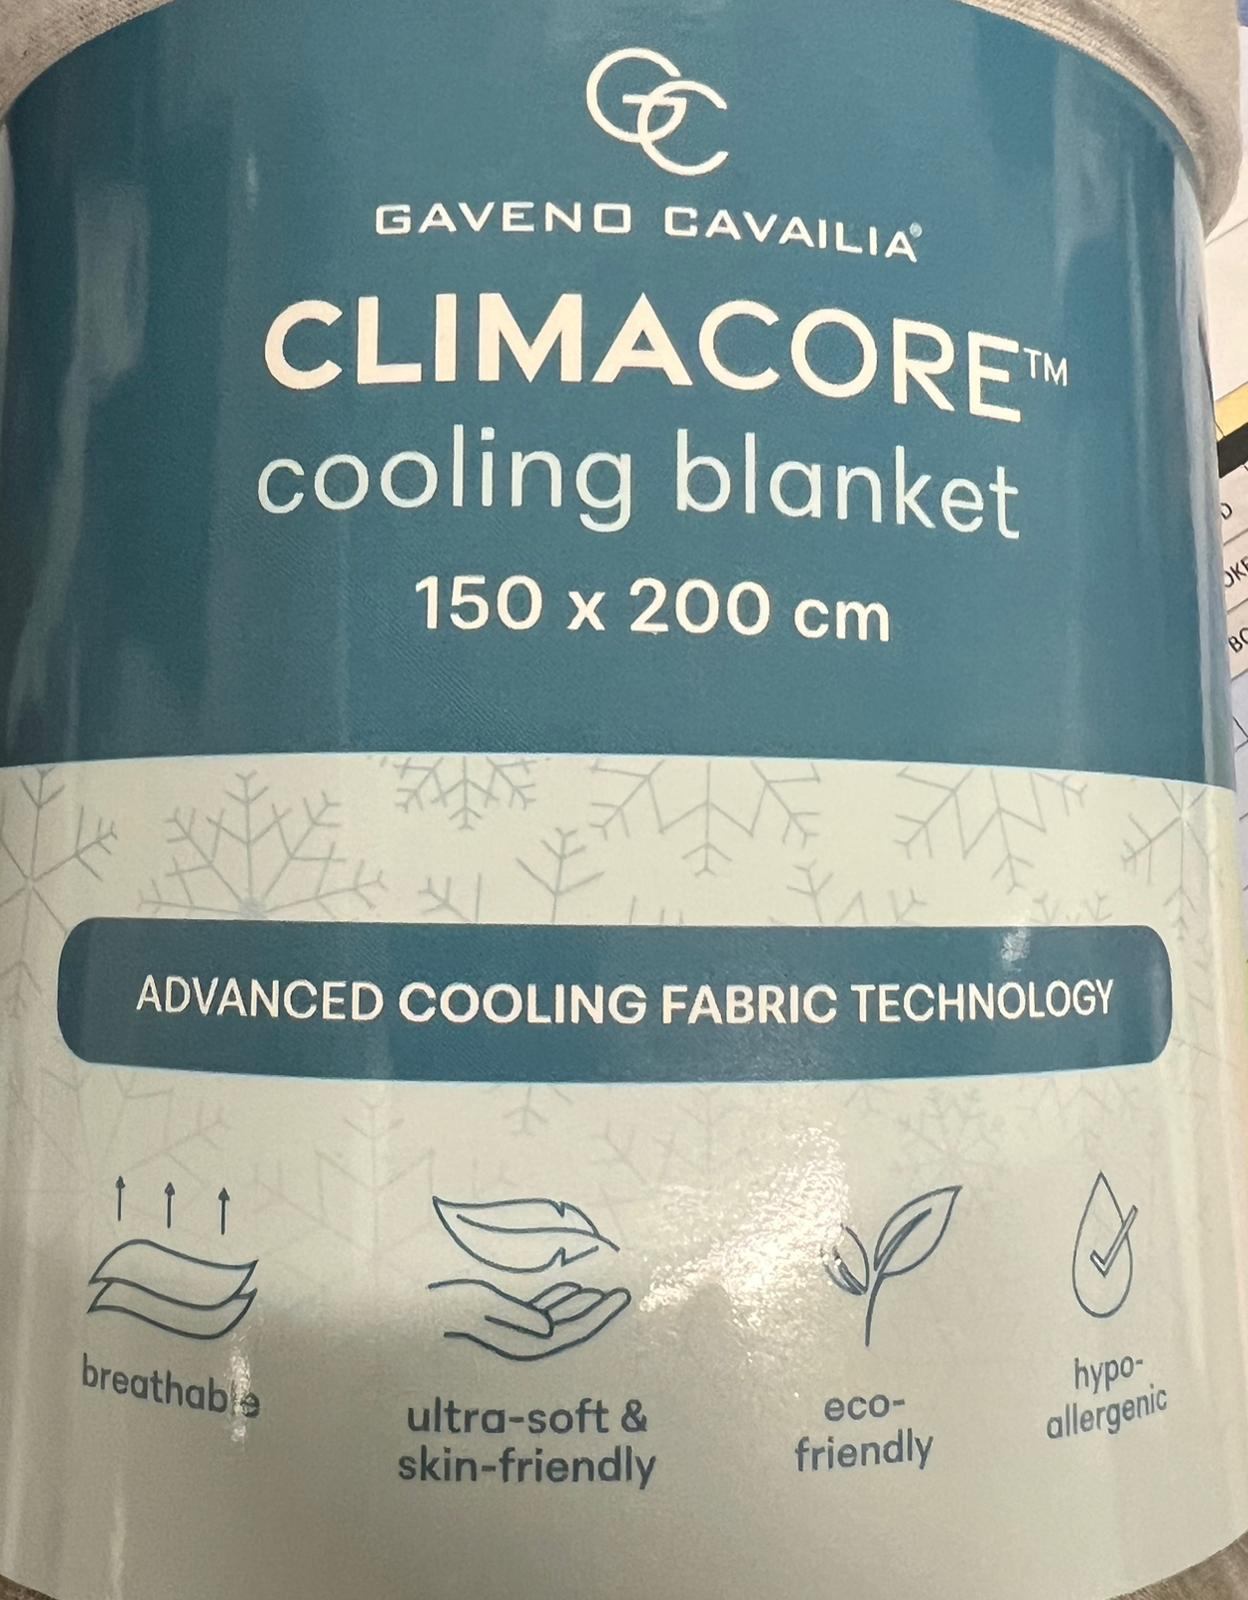 GC
GAVENO CAVAILIA®
CLIMACORE™
cooling blanket
150 x 200 cm
ADVANCED COOLING FABRIC TECHNOLOGY
breathable
ultra-soft &
skin-friendly
eco-
friendly
hypo-
allergenic